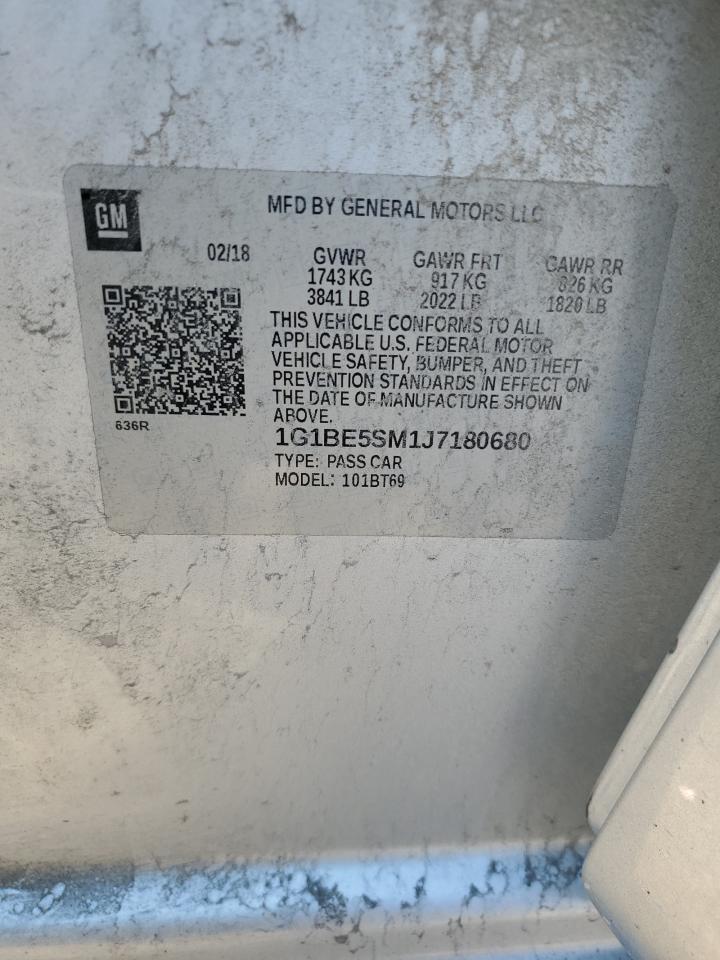 GM
MFD BY GENERAL MOTORS LLC
02/18 GVWR GAWR FRT GAWR RR
1743 KG 917 KG 826 KG
3841 LB 2022 LB 1820 LB
THIS VEHICLE CONFORMS TO ALL
APPLICABLE U.S. FEDERAL MOTOR
VEHICLE SAFETY, BUMPER, AND THEFT
PREVENTION STANDARDS IN EFFECT ON
THE DATE OF MANUFACTURE SHOWN
ABOVE.
636R
1G1BE5SM1J7180680
TYPE: PASS CAR
MODEL: 101BT69